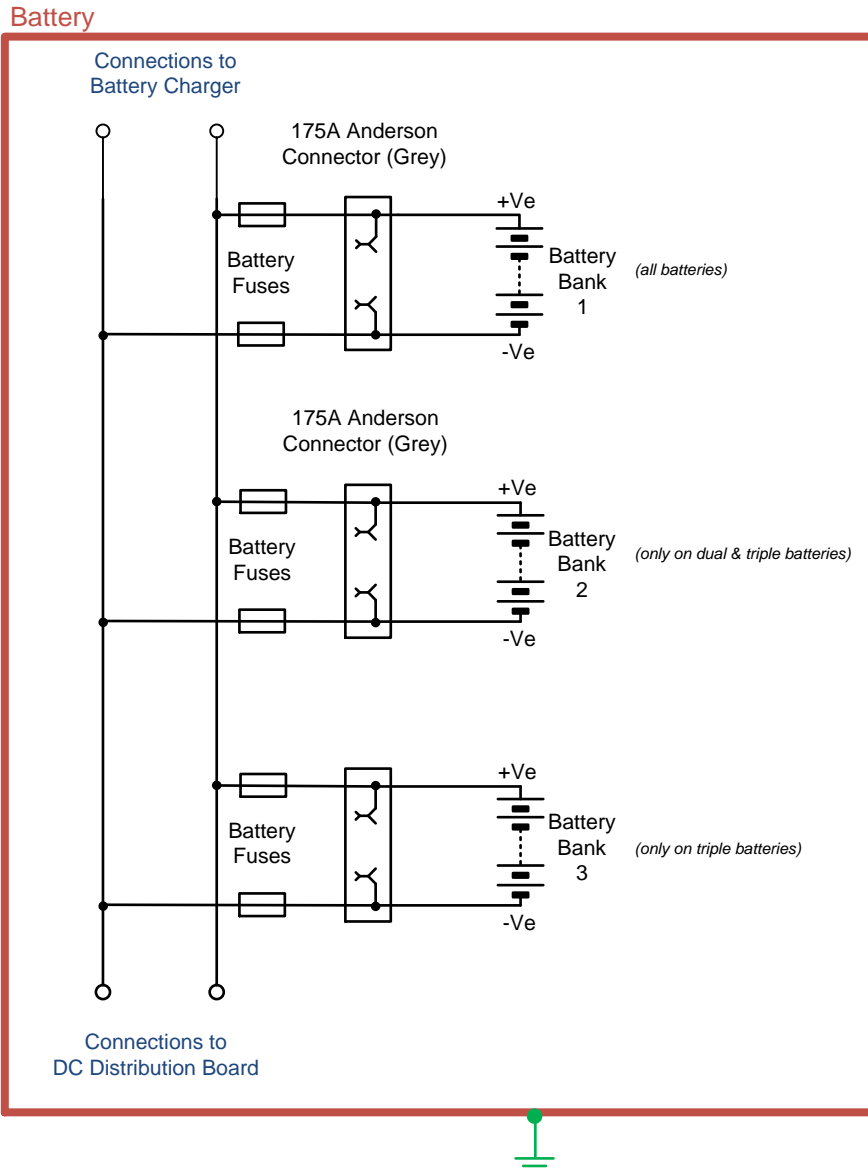 Battery
Connections to
Battery Charger
175A Anderson
Connector (Grey)
+Ve
Battery
Fuses
Battery
Bank
1
(all batteries)
-Ve
175A Anderson
Connector (Grey)
+Ve
Battery
Fuses
Battery
Bank
2
(only on dual & triple batteries)
-Ve
+Ve
Battery
Fuses
Battery
Bank
3
(only on triple batteries)
-Ve
Connections to
DC Distribution Board